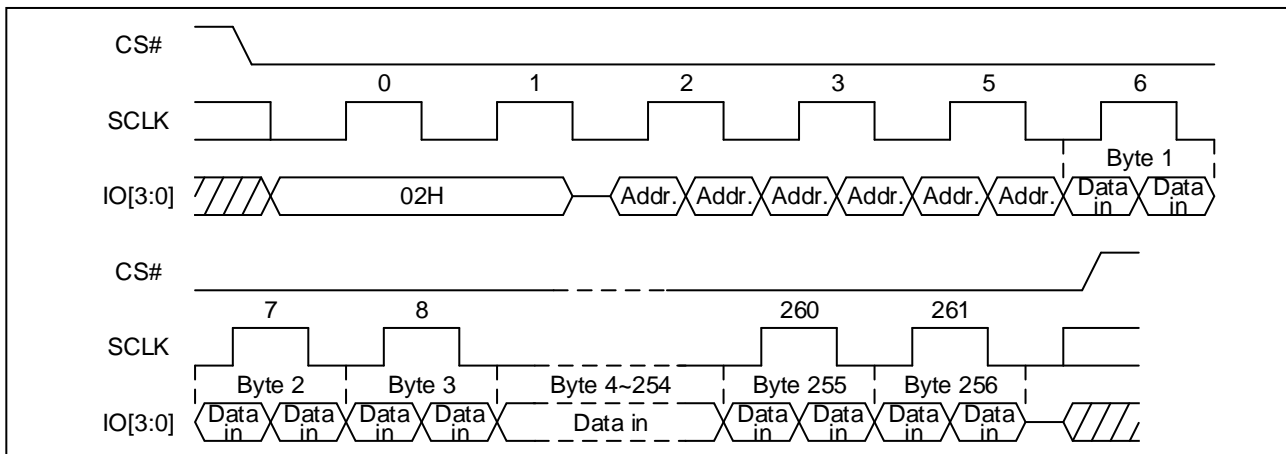 CS#
0 1 2 3 5 6
SCLK
Byte 1
IO[3:0] 02H Addr. Addr. Addr. Addr. Addr. Addr. Data in Data in
CS#
7 8 260 261
SCLK
Byte 2 Byte 3 Byte 4~254 Byte 255 Byte 256
IO[3:0] Data in Data in Data in Data in Data in Data in Data in Data in Data in